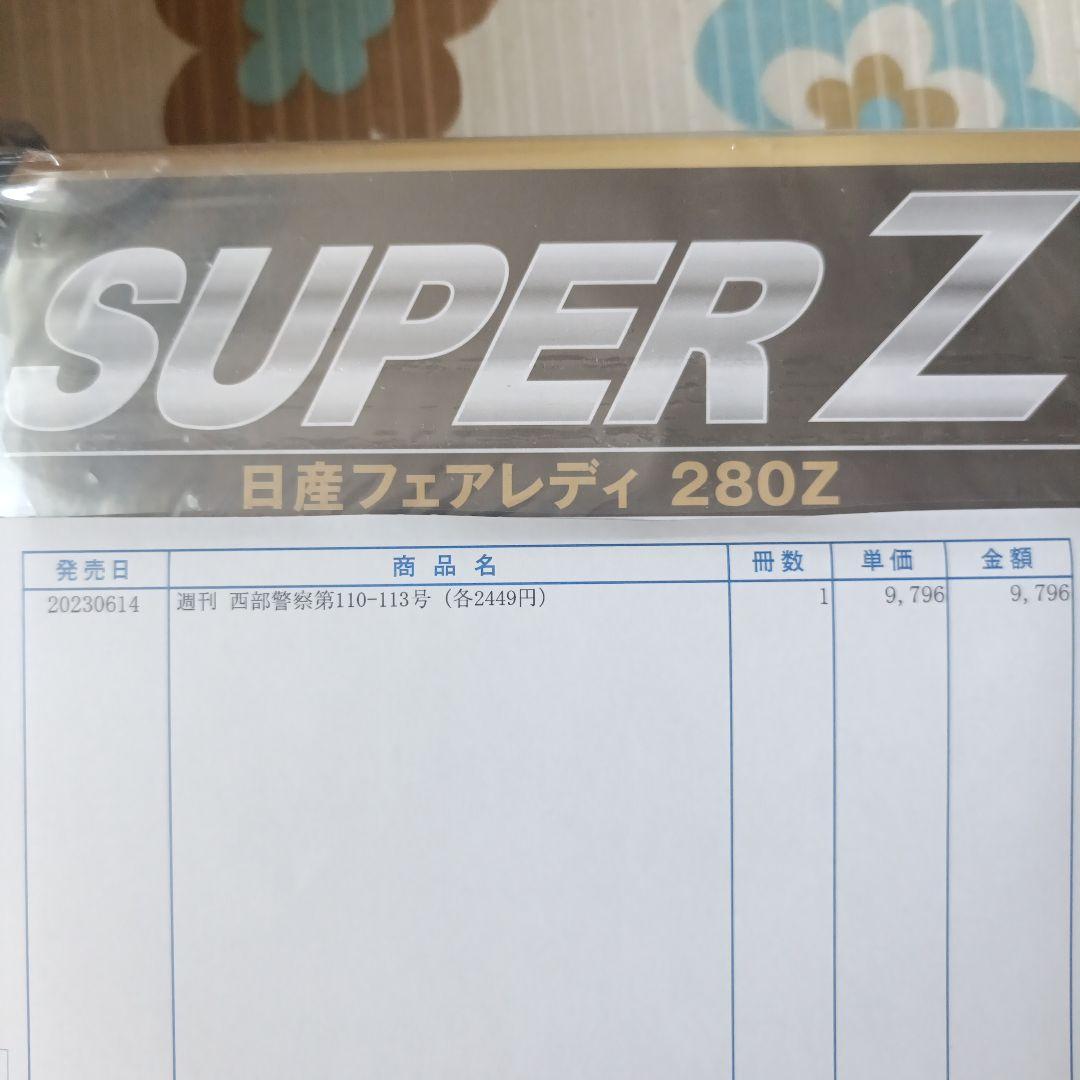 SUPER Z
日産フェアレディ 280Z
発売日 商品名 冊数 単価 金額
20230614 週刊 西部警察第110-113号 (各2449円) 1 9,796 9,796